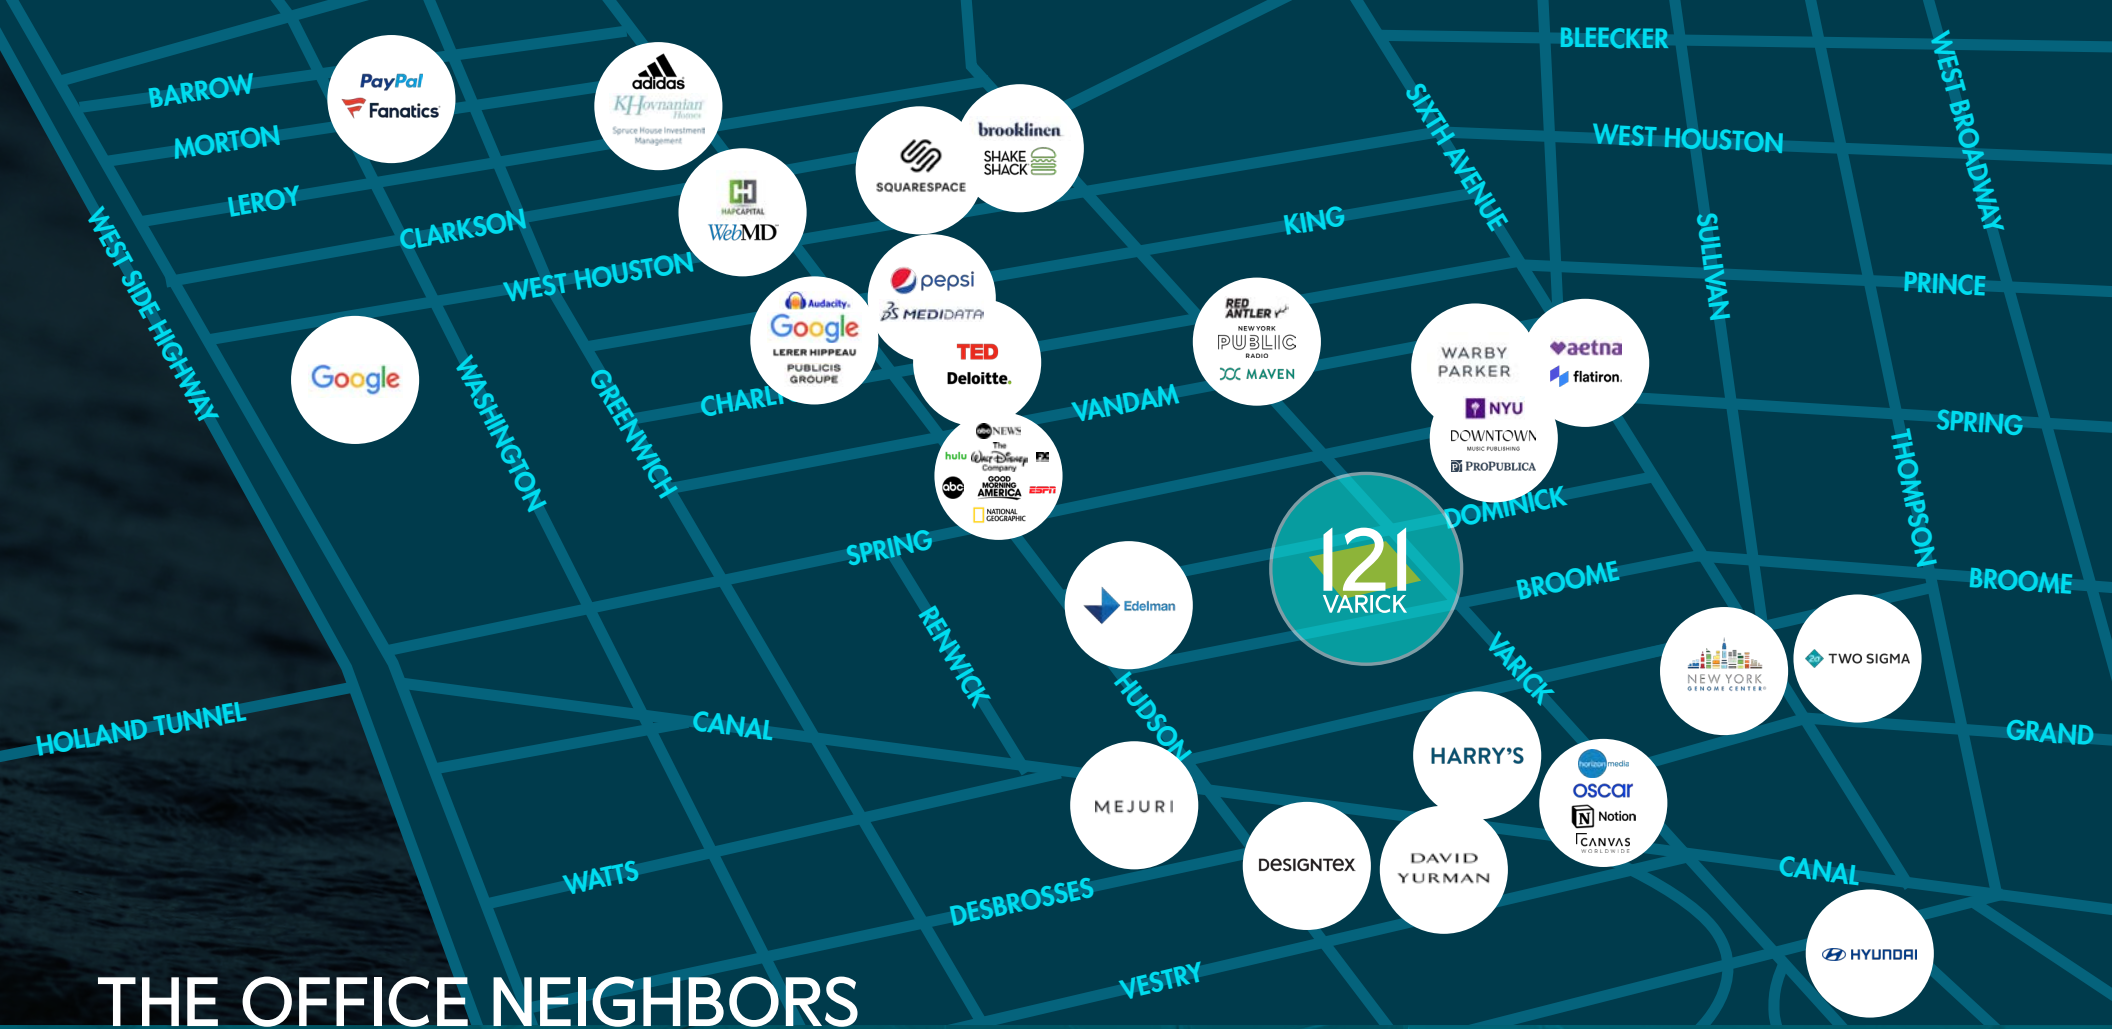 BLEECKER
WEST BROADWAY
BARROW
PayPal
Fanatics
adidas
KHovnanian
Homes
Spruce House Investment
Management
SIXTH AVENUE
MORTON
brooklinen
SHAKE
SHACK
WEST HOUSTON
SQUARESPACE
LEROY
CLARKSON
HAPCAPITAL
WebMD
KING
SULLIVAN
WEST SIDE HIGHWAY
WEST HOUSTON
pepsi
MEDIDATA
PRINCE
Audacity
Google
LERER HIPPEAU
PUBLICIS
GROUPE
RED
ANTLER
NEW YORK
PUBLIC
RADIO
MAVEN
Google
TED
Deloitte.
WARBY
PARKER
aetna
flatiron.
WASHINGTON
GREENWICH
CHARL
VANDAM
NYU
DOWNTOWN
MUSIC PUBLISHING
PROPUBLICA
SPRING
THOMPSON
abc NEWS
hulu
The
WALT DISNEY
Company
FX
abc
GOOD
MORNING
AMERICA
ESPN
NATIONAL
GEOGRAPHIC
DOMINICK
SPRING
121
VARICK
BROOME
BROOME
Edelman
RENWICK
HUDSON
VARICK
NEW YORK
GENOME CENTER
TWO SIGMA
HOLLAND TUNNEL
CANAL
GRAND
HARRY'S
horizon media
oscar
Notion
CANVAS
WORLDWIDE
MEJURI
DESIGNTEX
DAVID
YURMAN
WATTS
DESBROSSES
CANAL
HYUNDAI
VESTRY
THE OFFICE NEIGHBORS